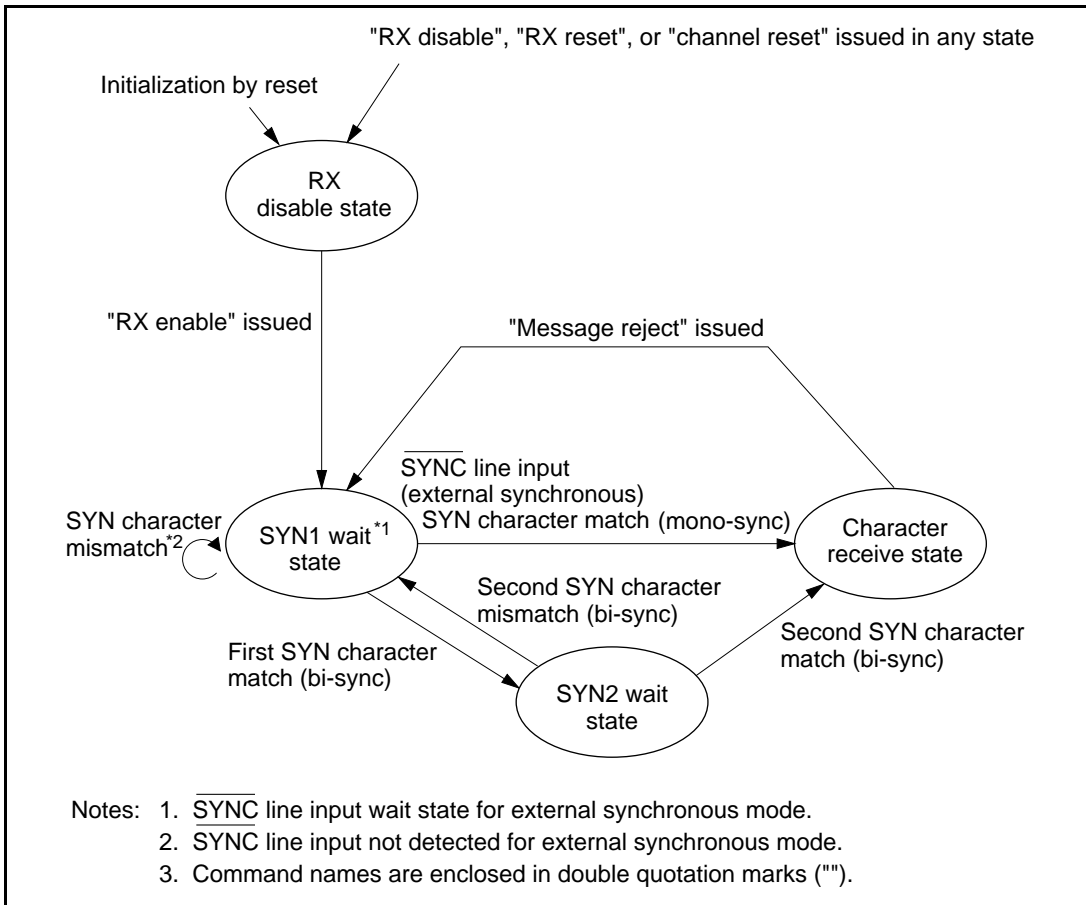 "RX disable", "RX reset", or "channel reset" issued in any state
Initialization by reset
RX
disable state
"RX enable" issued
"Message reject" issued
SYNC line input
(external synchronous)
SYN character match (mono-sync)
SYN character
mismatch*2
SYN1 wait*1
state
Character
receive state
Second SYN character
mismatch (bi-sync)
First SYN character
match (bi-sync)
Second SYN character
match (bi-sync)
SYN2 wait
state
Notes: 1. SYNC line input wait state for external synchronous mode.
2. SYNC line input not detected for external synchronous mode.
3. Command names are enclosed in double quotation marks ("").